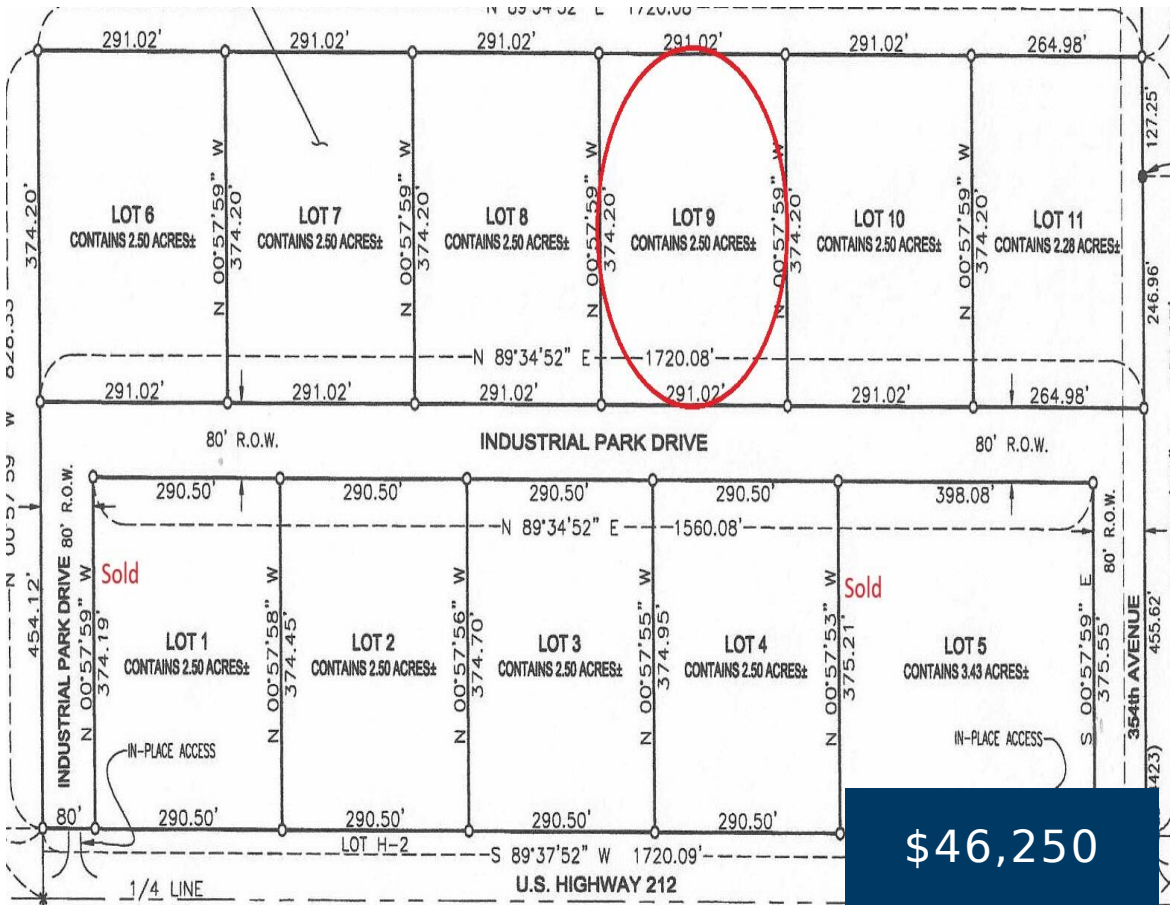 N 89°34'52" E 1720.08'
291.02' 291.02' 291.02' 291.02' 291.02' 264.98'
127.25'
374.20'
N 00°57'59" W
374.20'
N 00°57'59" W
374.20'
N 00°57'59" W
374.20'
N 00°57'59" W
374.20'
N 00°57'59" W
374.20'
246.96'
LOT 6
CONTAINS 2.50 ACRES±
LOT 7
CONTAINS 2.50 ACRES±
LOT 8
CONTAINS 2.50 ACRES±
LOT 9
CONTAINS 2.50 ACRES±
LOT 10
CONTAINS 2.50 ACRES±
LOT 11
CONTAINS 2.28 ACRES±
N 89°34'52" E 1720.08'
291.02' 291.02' 291.02' 291.02' 291.02' 264.98'
80' R.O.W. INDUSTRIAL PARK DRIVE 80' R.O.W.
290.50' 290.50' 290.50' 290.50' 398.08'
N 89°34'52" E 1560.08'
N 00°57'59" W 828.33
454.12'
INDUSTRIAL PARK DRIVE 80' R.O.W.
N 00°57'59" W
374.19'
Sold
LOT 1
CONTAINS 2.50 ACRES±
N 00°57'58" W
374.45'
LOT 2
CONTAINS 2.50 ACRES±
N 00°57'56" W
374.70'
LOT 3
CONTAINS 2.50 ACRES±
N 00°57'55" W
374.95'
LOT 4
CONTAINS 2.50 ACRES±
N 00°57'53" W
375.21'
Sold
LOT 5
CONTAINS 3.43 ACRES±
S 00°57'59" E
375.55'
80' R.O.W.
354th AVENUE
455.62'
IN-PLACE ACCESS
IN-PLACE ACCESS
80' 290.50' 290.50' 290.50' 290.50'
LOT H-2
S 89°37'52" W 1720.09'
1/4 LINE
U.S. HIGHWAY 212
$46,250